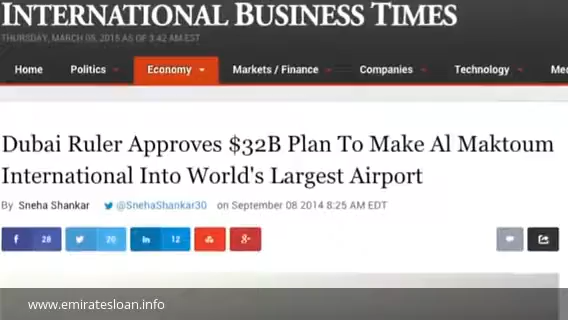 INTERNATIONAL BUSINESS TIMES
THURSDAY, MARCH 05, 2015 AS OF 3:42 AM EST
Home Politics Economy Markets / Finance Companies Technology
Dubai Ruler Approves $32B Plan To Make Al Maktoum
International Into World's Largest Airport
By Sneha Shankar @SnehaShankar30 on September 08 2014 8:25 AM EDT
28 20 12
www.emiratesloan.info